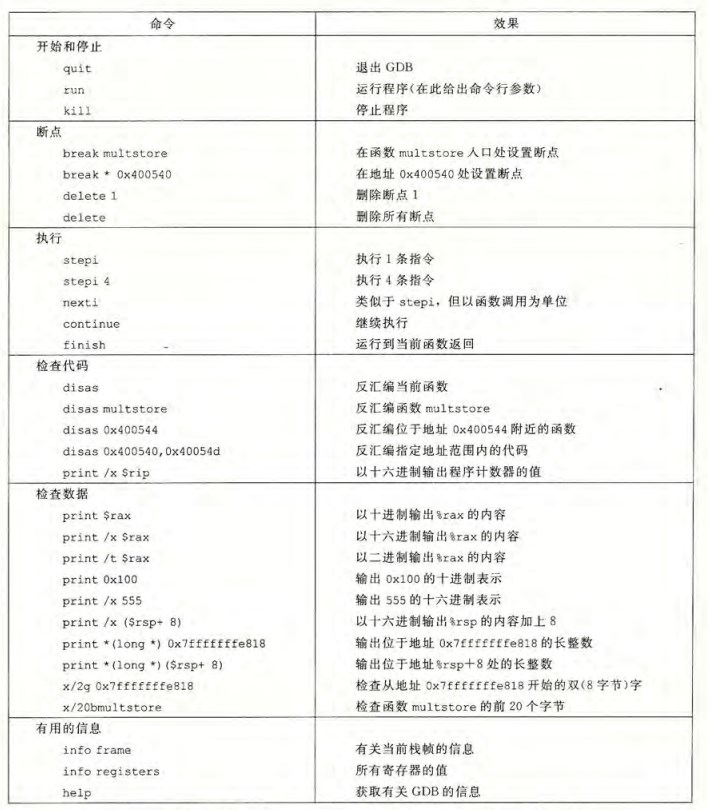 命令 效果
开始和停止
quit 退出 GDB
run 运行程序(在此给出命令行参数)
kill 停止程序
断点
break multstore 在函数 multstore 入口处设置断点
break * 0x400540 在地址 0x400540 处设置断点
delete 1 删除断点 1
delete 删除所有断点
执行
stepi 执行 1 条指令
stepi 4 执行 4 条指令
nexti 类似于 stepi，但以函数调用为单位
continue 继续执行
finish 运行到当前函数返回
检查代码
disas 反汇编当前函数
disas multstore 反汇编函数 multstore
disas 0x400544 反汇编位于地址 0x400544 附近的函数
disas 0x400540,0x40054d 反汇编指定地址范围内的代码
print /x $rip 以十六进制输出程序计数器的值
检查数据
print $rax 以十进制输出%rax 的内容
print /x $rax 以十六进制输出%rax 的内容
print /t $rax 以二进制输出%rax 的内容
print 0x100 输出 0x100 的十进制表示
print /x 555 输出 555 的十六进制表示
print /x ($rsp+ 8) 以十六进制输出%rsp 的内容加上 8
print *(long *) 0x7fffffffe818 输出位于地址 0x7fffffffe818 的长整数
print *(long *)($rsp+ 8) 输出位于地址%rsp+8 处的长整数
x/2g 0x7fffffffe818 检查从地址 0x7fffffffe818 开始的双(8 字节)字
x/20bmultstore 检查函数 multstore 的前 20 个字节
有用的信息
info frame 有关当前栈帧的信息
info registers 所有寄存器的值
help 获取有关 GDB 的信息